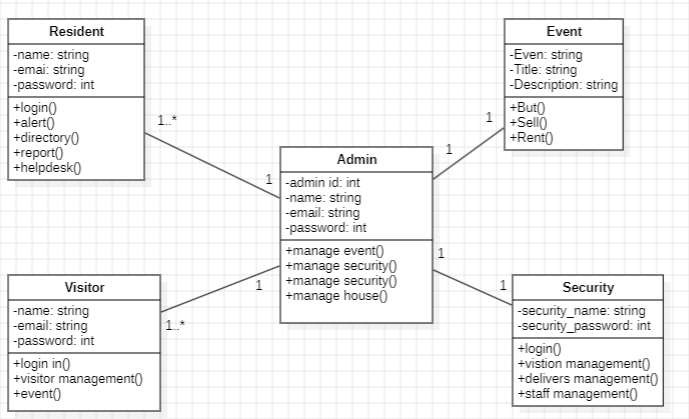 Resident
-name: string
-emai: string
-password: int
+login()
+alert()
+directory()
+report()
+helpdesk()
1..*
1
Event
-Even: string
-Title: string
-Description: string
+But()
+Sell()
+Rent()
1
1
Admin
-admin id: int
-name: string
-email: string
-password: int
+manage event()
+manage security()
+manage security()
+manage house()
Visitor
-name: string
-email: string
-password: int
+login in()
+visitor management()
+event()
1
1..*
1
1
Security
-security_name: string
-security_password: int
+login()
+vistion management()
+delivers management()
+staff management()